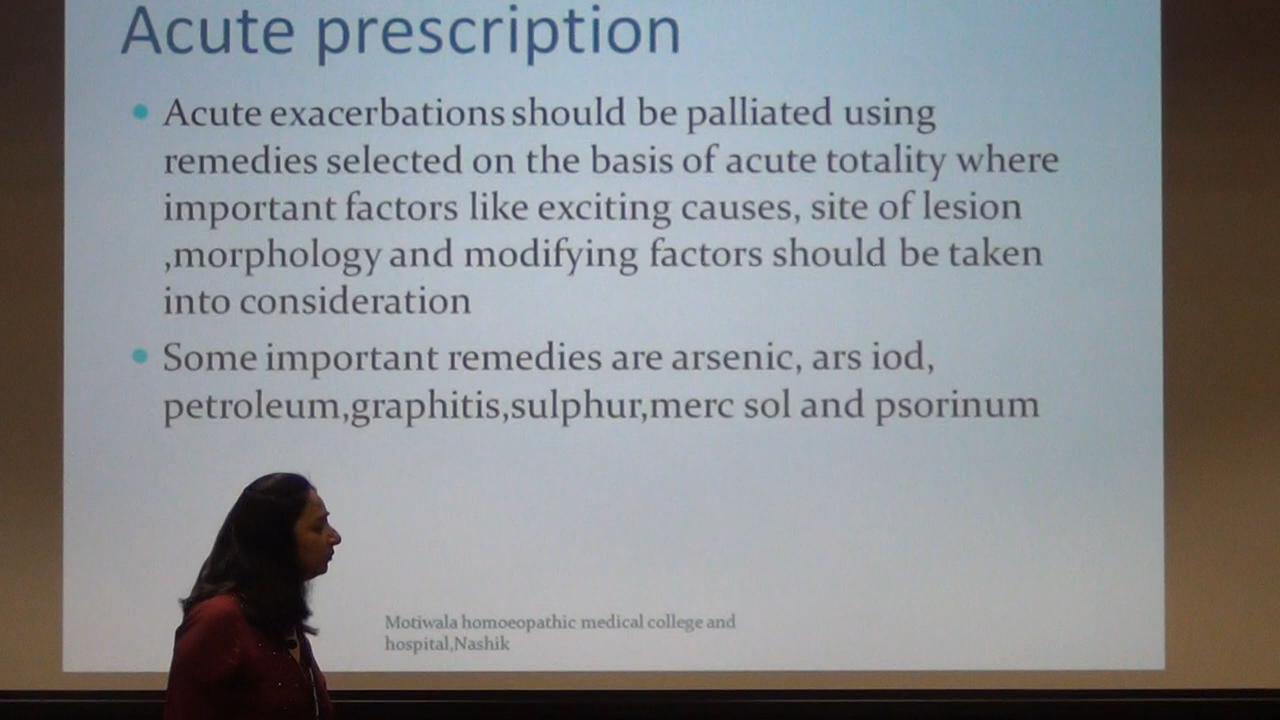 Acute prescription
Acute exacerbations should be palliated using
remedies selected on the basis of acute totality where
important factors like exciting causes, site of lesion
,morphology and modifying factors should be taken
into consideration
Some important remedies are arsenic, ars iod,
petroleum,graphitis,sulphur,merc sol and psorinum
Motiwala homoeopathic medical college and
hospital,Nashik